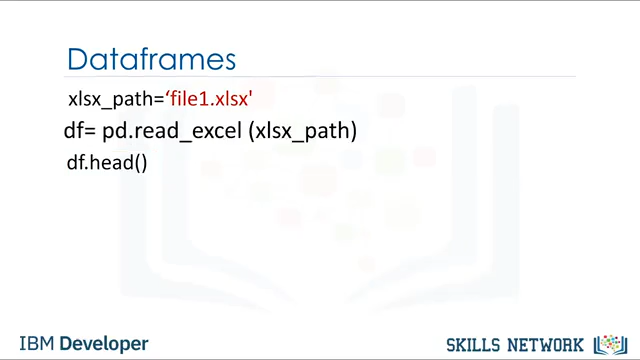 Dataframes
xlsx_path=‘file1.xlsx'
df= pd.read_excel (xlsx_path)
df.head()
IBM Developer
SKILLS NETWORK